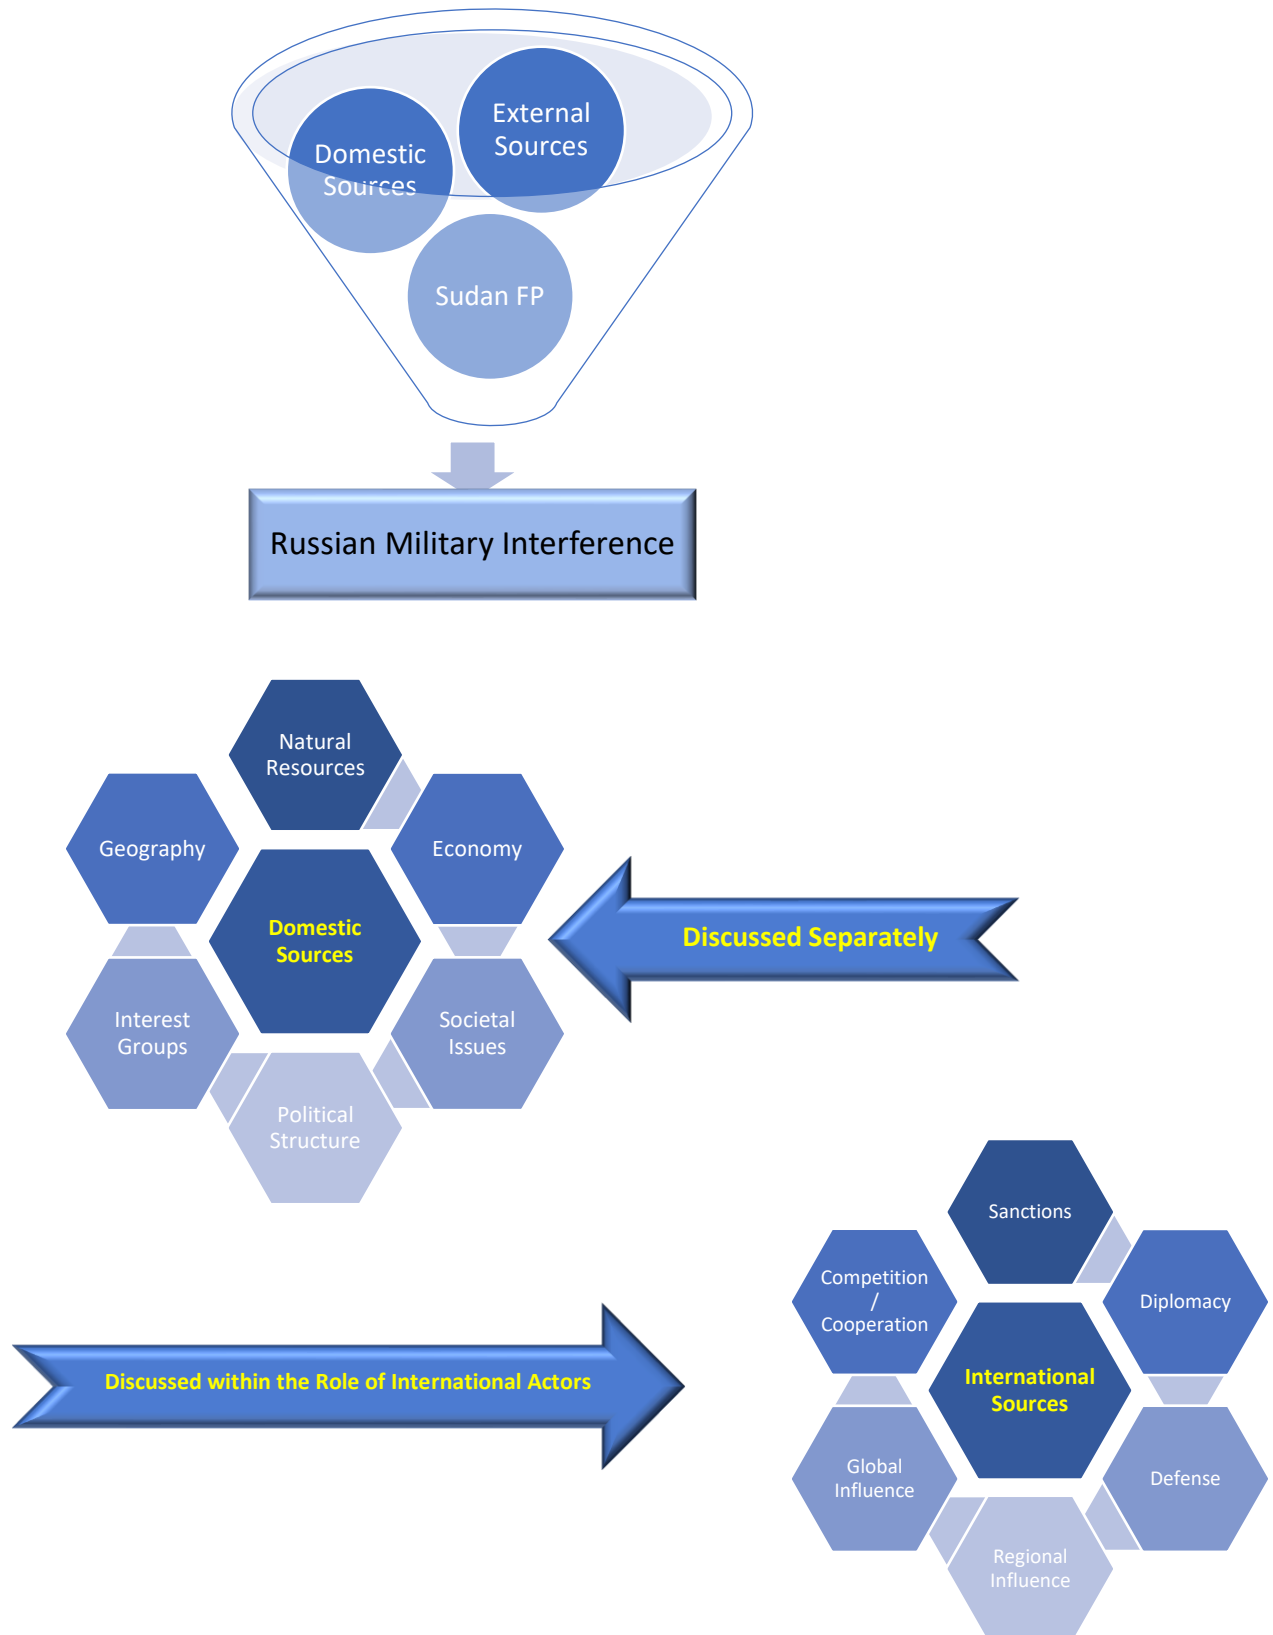 External
Sources
Domestic
Sources
Sudan FP
Russian Military Interference
Natural
Resources
Geography
Economy
Domestic
Sources
Discussed Separately
Interest
Groups
Societal
Issues
Political
Structure
Sanctions
Competition
/
Cooperation
Diplomacy
International
Sources
Discussed within the Role of International Actors
Global
Influence
Defense
Regional
Influence